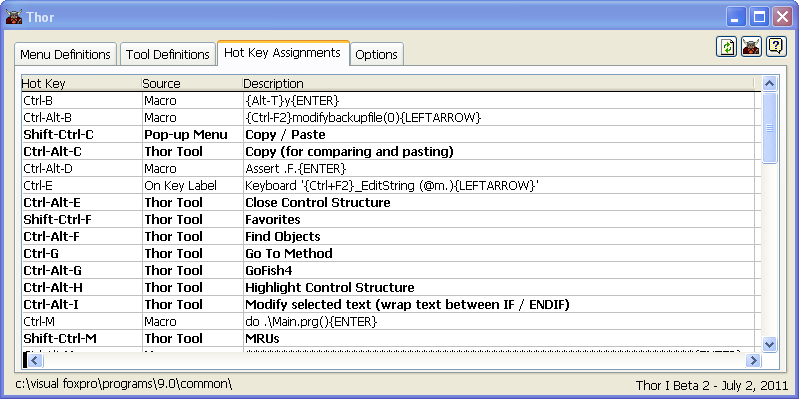 Thor
Menu Definitions Tool Definitions Hot Key Assignments Options
Hot Key Source Description
Ctrl-B Macro {Alt-T}y{ENTER}
Ctrl-Alt-B Macro {Ctrl-F2}modifybackupfile(0){LEFTARROW}
Shift-Ctrl-C Pop-up Menu Copy / Paste
Ctrl-Alt-C Thor Tool Copy (for comparing and pasting)
Ctrl-Alt-D Macro Assert .F.{ENTER}
Ctrl-E On Key Label Keyboard '{Ctrl+F2}_EditString (@m.){LEFTARROW}'
Ctrl-Alt-E Thor Tool Close Control Structure
Shift-Ctrl-F Thor Tool Favorites
Ctrl-Alt-F Thor Tool Find Objects
Ctrl-G Thor Tool Go To Method
Ctrl-Alt-G Thor Tool GoFish4
Ctrl-Alt-H Thor Tool Highlight Control Structure
Ctrl-Alt-I Thor Tool Modify selected text (wrap text between IF / ENDIF)
Ctrl-M Macro do .\Main.prg(){ENTER}
Shift-Ctrl-M Thor Tool MRUs
c:\visual foxpro\programs\9.0\common\ Thor I Beta 2 - July 2, 2011